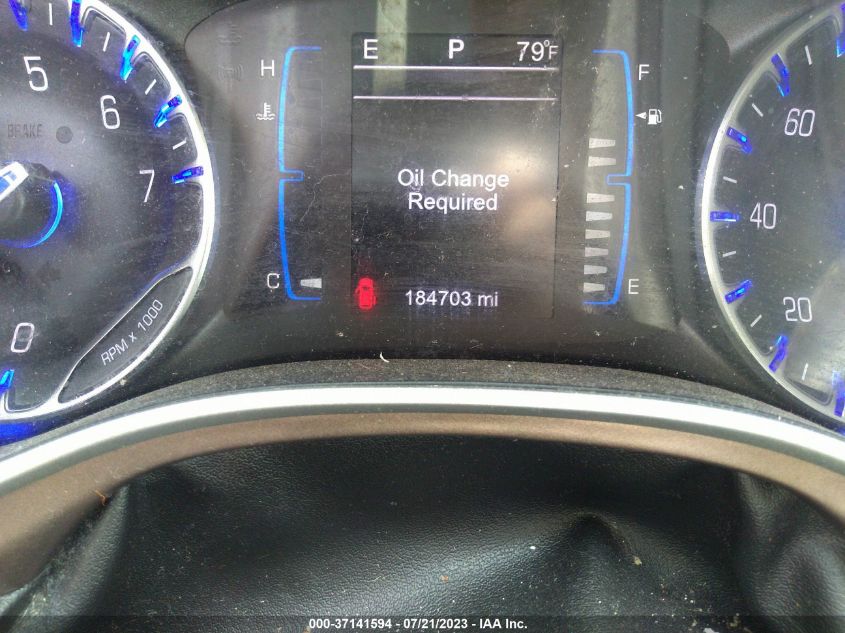 E P 79°F
H F
5
6
BRAKE
7
60
Oil Change
Required
40
C E
184703 mi
20
0
RPM x 1000
000-37141594 - 07/21/2023 - IAA Inc.